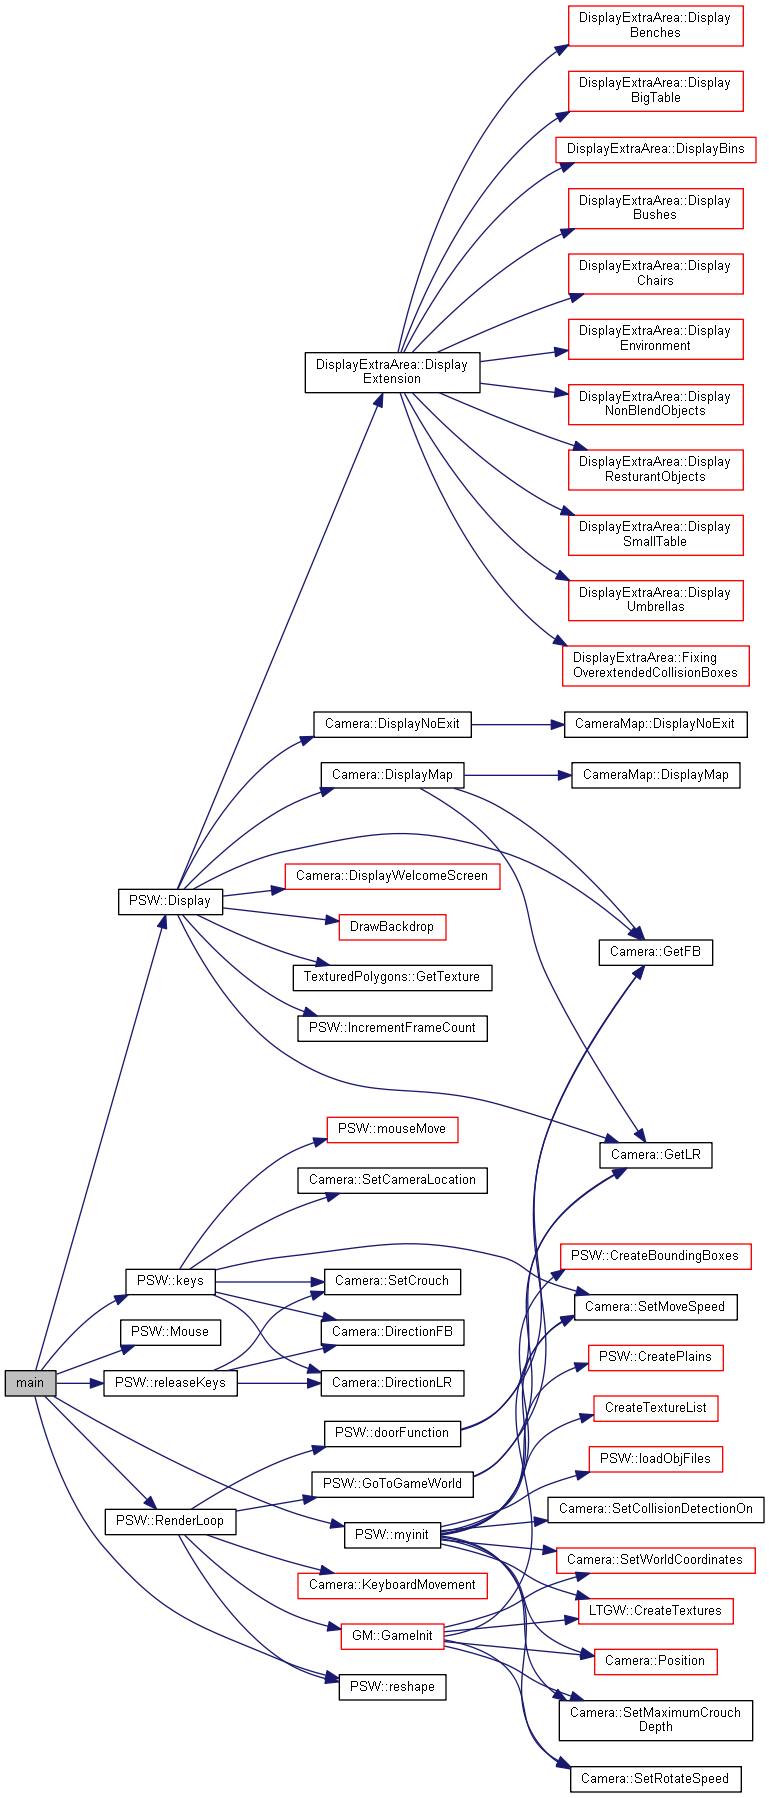 DisplayExtraArea::Display
Benches
DisplayExtraArea::Display
BigTable
DisplayExtraArea::DisplayBins
DisplayExtraArea::Display
Bushes
DisplayExtraArea::Display
Chairs
DisplayExtraArea::Display
Environment
DisplayExtraArea::Display
Extension
DisplayExtraArea::Display
NonBlendObjects
DisplayExtraArea::Display
ResturantObjects
DisplayExtraArea::Display
SmallTable
DisplayExtraArea::Display
Umbrellas
DisplayExtraArea::Fixing
OverextendedCollisionBoxes
Camera::DisplayNoExit
CameraMap::DisplayNoExit
Camera::DisplayMap
CameraMap::DisplayMap
Camera::DisplayWelcomeScreen
PSW::Display
DrawBackdrop
Camera::GetFB
TexturedPolygons::GetTexture
PSW::IncrementFrameCount
PSW::mouseMove
Camera::GetLR
Camera::SetCameraLocation
PSW::CreateBoundingBoxes
PSW::keys
Camera::SetCrouch
Camera::SetMoveSpeed
PSW::Mouse
Camera::DirectionFB
PSW::CreatePlains
main
PSW::releaseKeys
Camera::DirectionLR
CreateTextureList
PSW::doorFunction
PSW::loadObjFiles
PSW::GoToGameWorld
Camera::SetCollisionDetectionOn
PSW::RenderLoop
PSW::myinit
Camera::SetWorldCoordinates
Camera::KeyboardMovement
LTGW::CreateTextures
GM::GameInit
Camera::Position
PSW::reshape
Camera::SetMaximumCrouch
Depth
Camera::SetRotateSpeed